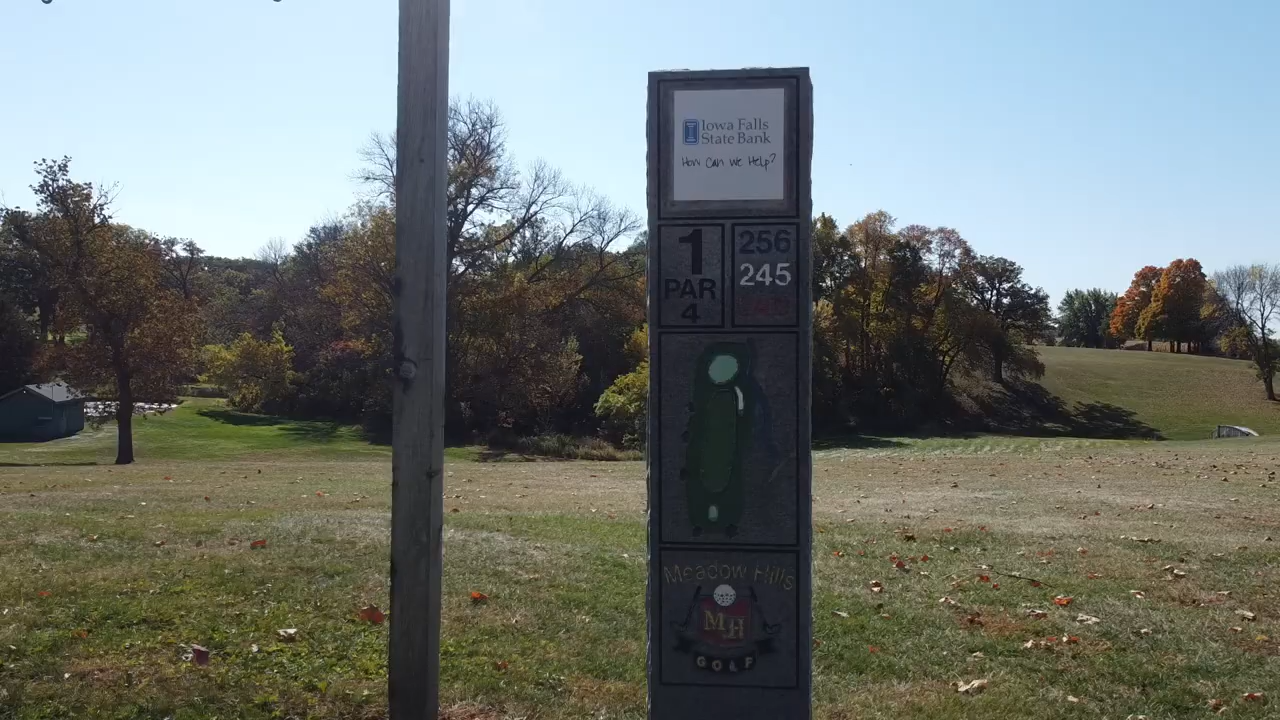 Iowa Falls
State Bank
How Can We Help?
1
PAR
4
256
245
Meadow Hills
MH
GOLF